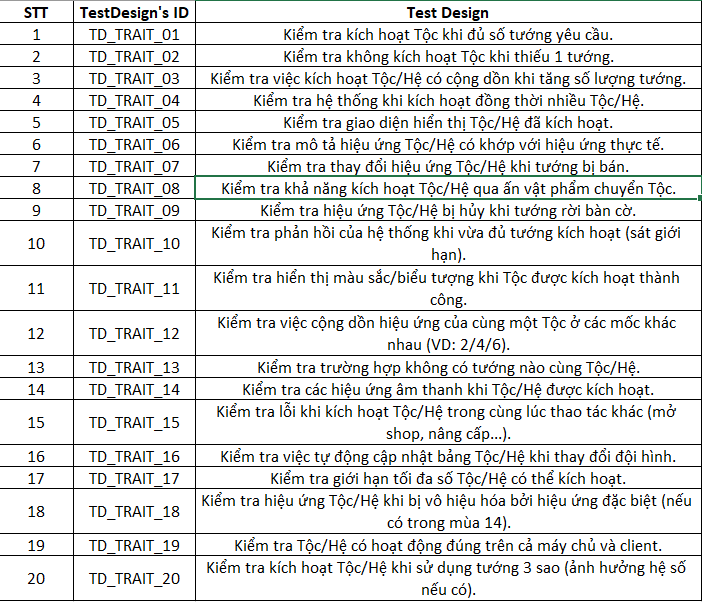 STT TestDesign's ID Test Design
1 TD_TRAIT_01 Kiểm tra kích hoạt Tộc khi đủ số tướng yêu cầu.
2 TD_TRAIT_02 Kiểm tra không kích hoạt Tộc khi thiếu 1 tướng.
3 TD_TRAIT_03 Kiểm tra việc kích hoạt Tộc/Hệ có cộng dồn khi tăng số lượng tướng.
4 TD_TRAIT_04 Kiểm tra hệ thống khi kích hoạt đồng thời nhiều Tộc/Hệ.
5 TD_TRAIT_05 Kiểm tra giao diện hiển thị Tộc/Hệ đã kích hoạt.
6 TD_TRAIT_06 Kiểm tra mô tả hiệu ứng Tộc/Hệ có khớp với hiệu ứng thực tế.
7 TD_TRAIT_07 Kiểm tra thay đổi hiệu ứng Tộc/Hệ khi tướng bị bán.
8 TD_TRAIT_08 Kiểm tra khả năng kích hoạt Tộc/Hệ qua ấn vật phẩm chuyển Tộc.
9 TD_TRAIT_09 Kiểm tra hiệu ứng Tộc/Hệ bị hủy khi tướng rời bàn cờ.
10 TD_TRAIT_10 Kiểm tra phản hồi của hệ thống khi vừa đủ tướng kích hoạt (sát giới
hạn).
11 TD_TRAIT_11 Kiểm tra hiển thị màu sắc/biểu tượng khi Tộc được kích hoạt thành
công.
12 TD_TRAIT_12 Kiểm tra việc cộng dồn hiệu ứng của cùng một Tộc ở các mốc khác
nhau (VD: 2/4/6).
13 TD_TRAIT_13 Kiểm tra trường hợp không có tướng nào cùng Tộc/Hệ.
14 TD_TRAIT_14 Kiểm tra các hiệu ứng âm thanh khi Tộc/Hệ được kích hoạt.
15 TD_TRAIT_15 Kiểm tra lỗi khi kích hoạt Tộc/Hệ trong cùng lúc thao tác khác (mở
shop, nâng cấp...).
16 TD_TRAIT_16 Kiểm tra việc tự động cập nhật bảng Tộc/Hệ khi thay đổi đội hình.
17 TD_TRAIT_17 Kiểm tra giới hạn tối đa số Tộc/Hệ có thể kích hoạt.
18 TD_TRAIT_18 Kiểm tra hiệu ứng Tộc/Hệ khi bị vô hiệu hóa bởi hiệu ứng đặc biệt (nếu
có trong mùa 14).
19 TD_TRAIT_19 Kiểm tra Tộc/Hệ có hoạt động đúng trên cả máy chủ và client.
20 TD_TRAIT_20 Kiểm tra kích hoạt Tộc/Hệ khi sử dụng tướng 3 sao (ảnh hưởng hệ số
nếu có).